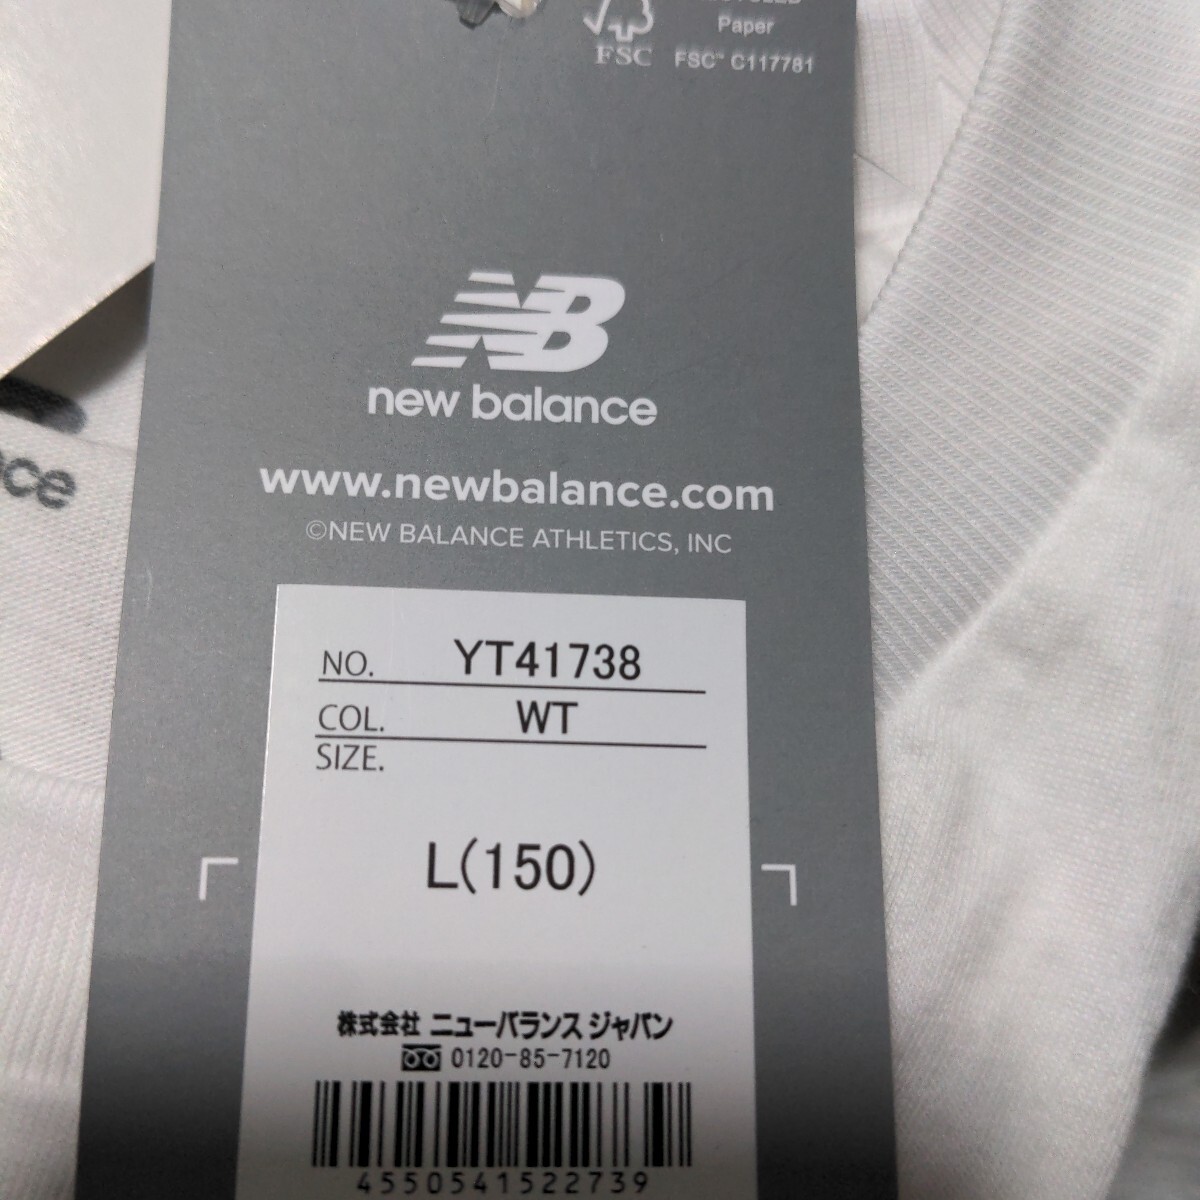 Paper
FSC
FSC™ C117781
NB
new balance
www.newbalance.com
©NEW BALANCE ATHLETICS, INC
NO. YT41738
COL. WT
SIZE.
L(150)
株式会社 ニューバランス ジャパン
0120-85-7120
4550541522739
nce